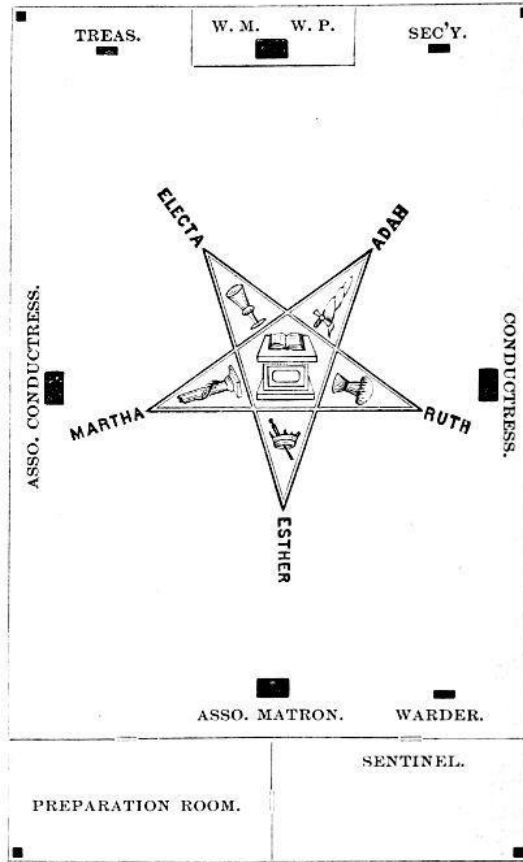 TREAS.
W. M. W. P.
SEC'Y.
ELECTA
ADAH
ASSO. CONDUCTRESS.
CONDUCTRESS.
MARTHA
RUTH
ESTHER
ASSO. MATRON.
WARDER.
SENTINEL.
PREPARATION ROOM.